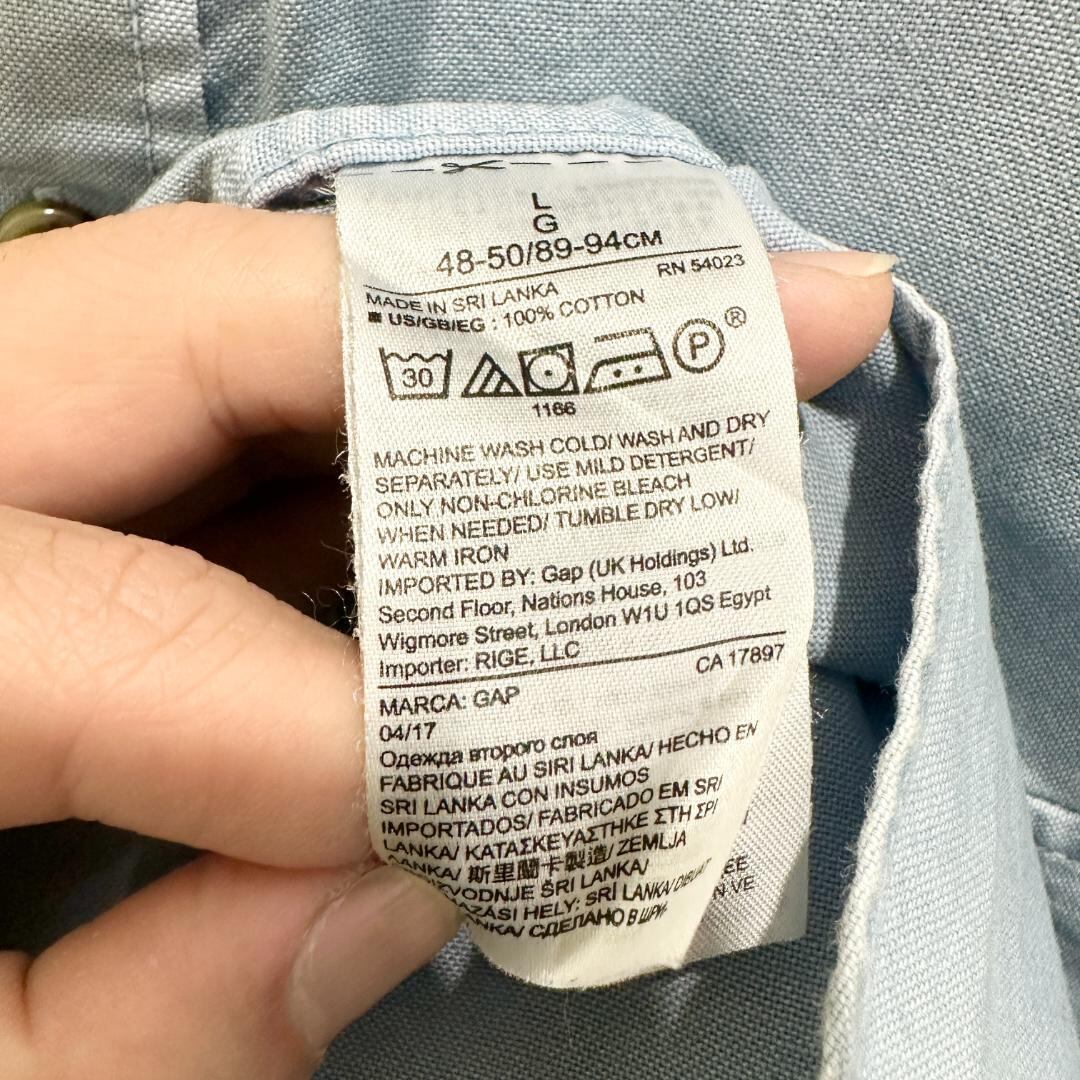 L
G
48-50/89-94CM
RN 54023
MADE IN SRI LANKA
■ US/GB/EG : 100% COTTON
30
P ®
1166
MACHINE WASH COLD/ WASH AND DRY
SEPARATELY/ USE MILD DETERGENT/
ONLY NON-CHLORINE BLEACH
WHEN NEEDED/ TUMBLE DRY LOW/
WARM IRON
IMPORTED BY: Gap (UK Holdings) Ltd.
Second Floor, Nations House, 103
Wigmore Street, London W1U 1QS Egypt
Importer: RIGE, LLC
CA 17897
MARCA: GAP
04/17
Одежда второго слоя
FABRIQUE AU SIRI LANKA/ HECHO EN
SRI LANKA CON INSUMOS
IMPORTADOS/ FABRICADO EM SRI
LANKA/ ΚΑΤΑΣΚΕΥΑΣΤΗΚΕ ΣΤΗ ΣΡΙ
ΛΑΝΚΑ/ 斯里蘭卡製造/ ZEMLJA
PROIZVODNJE SRI LANKA/
HELY: SRI LANKA/
СДЕЛАНО В